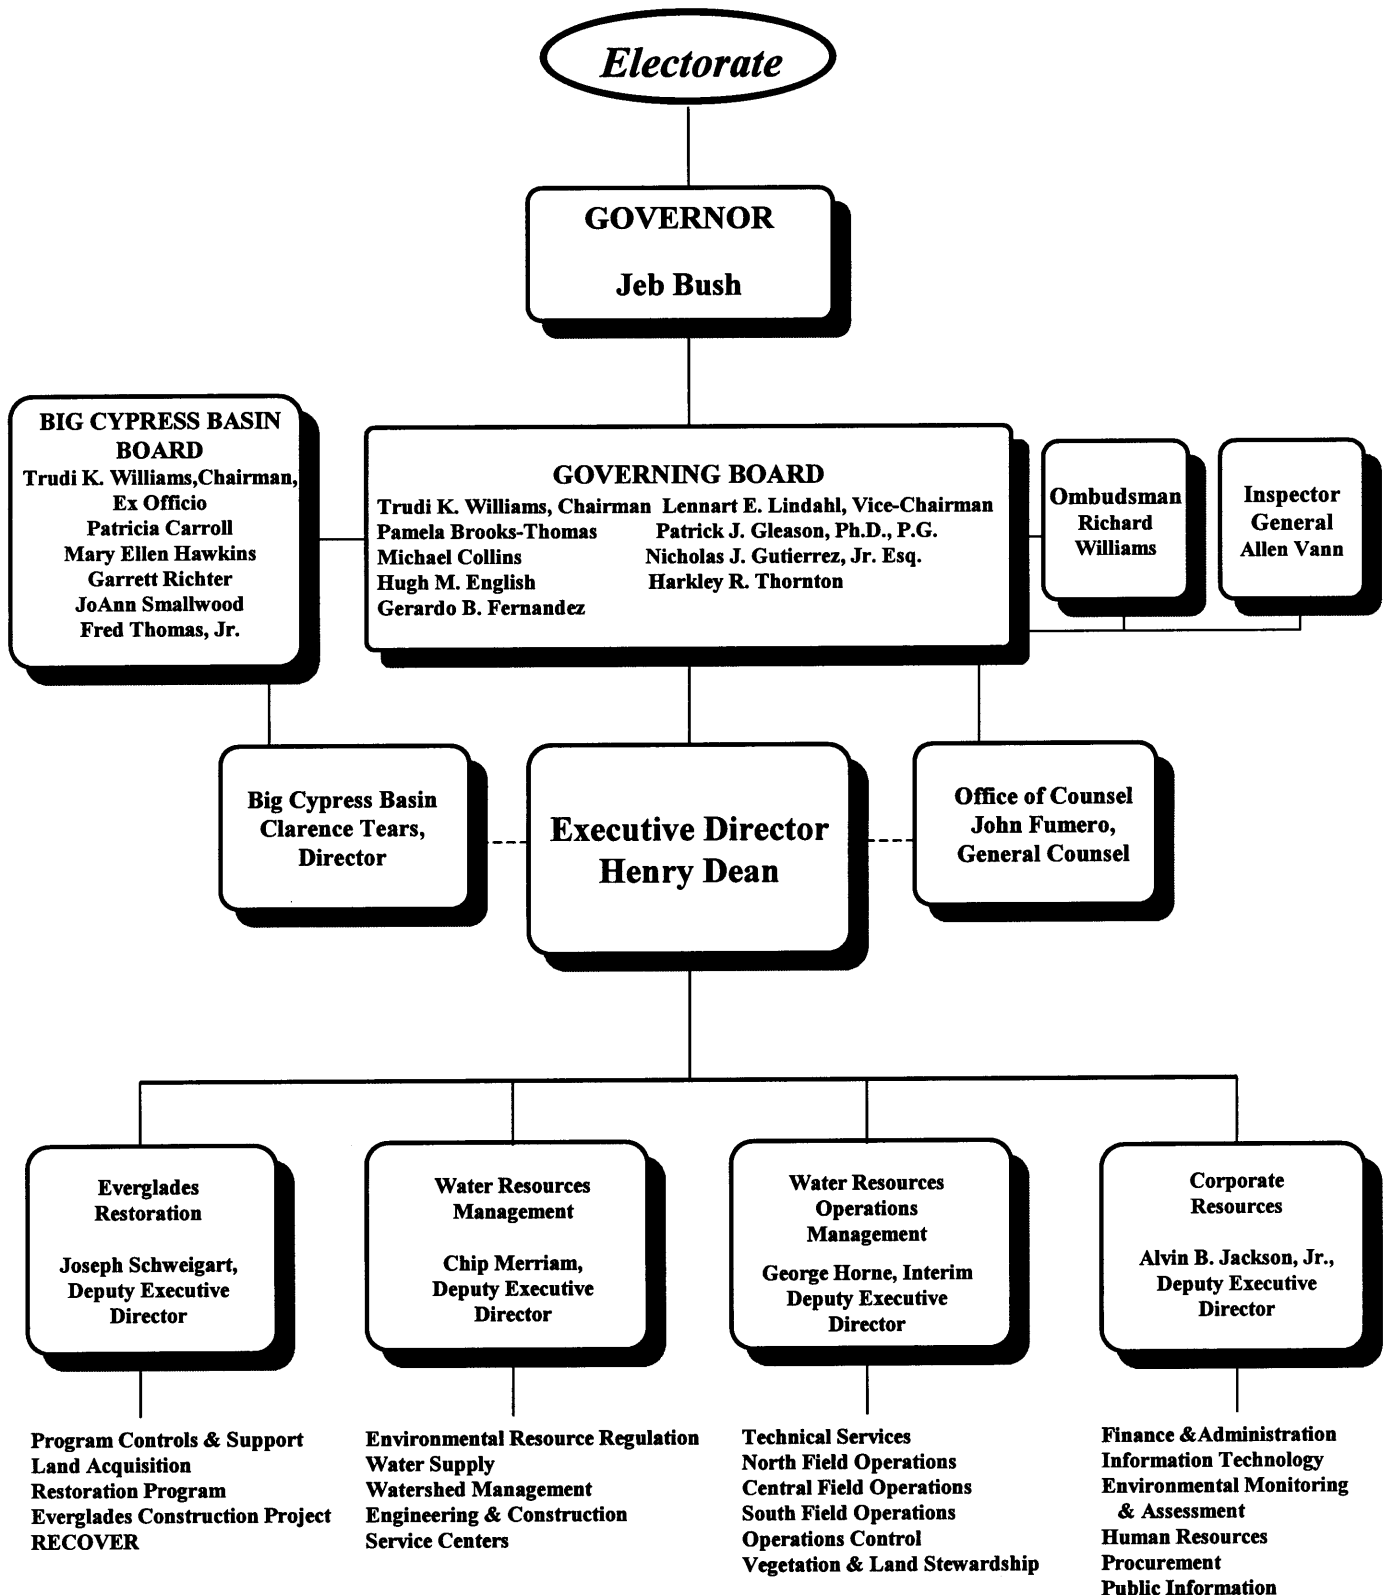 Electorate
GOVERNOR
Jeb Bush
BIG CYPRESS BASIN
BOARD
Trudi K. Williams,Chairman,
Ex Officio
Patricia Carroll
Mary Ellen Hawkins
Garrett Richter
JoAnn Smallwood
Fred Thomas, Jr.
GOVERNING BOARD
Trudi K. Williams, Chairman Lennart E. Lindahl, Vice-Chairman
Pamela Brooks-Thomas Patrick J. Gleason, Ph.D., P.G.
Michael Collins Nicholas J. Gutierrez, Jr. Esq.
Hugh M. English Harkley R. Thornton
Gerardo B. Fernandez
Ombudsman
Richard
Williams
Inspector
General
Allen Vann
Big Cypress Basin
Clarence Tears,
Director
Executive Director
Henry Dean
Office of Counsel
John Fumero,
General Counsel
Everglades
Restoration
Joseph Schweigart,
Deputy Executive
Director
Water Resources
Management
Chip Merriam,
Deputy Executive
Director
Water Resources
Operations
Management
George Horne, Interim
Deputy Executive
Director
Corporate
Resources
Alvin B. Jackson, Jr.,
Deputy Executive
Director
Program Controls & Support
Land Acquisition
Restoration Program
Everglades Construction Project
RECOVER
Environmental Resource Regulation
Water Supply
Watershed Management
Engineering & Construction
Service Centers
Technical Services
North Field Operations
Central Field Operations
South Field Operations
Operations Control
Vegetation & Land Stewardship
Finance &Administration
Information Technology
Environmental Monitoring
& Assessment
Human Resources
Procurement
Public Information